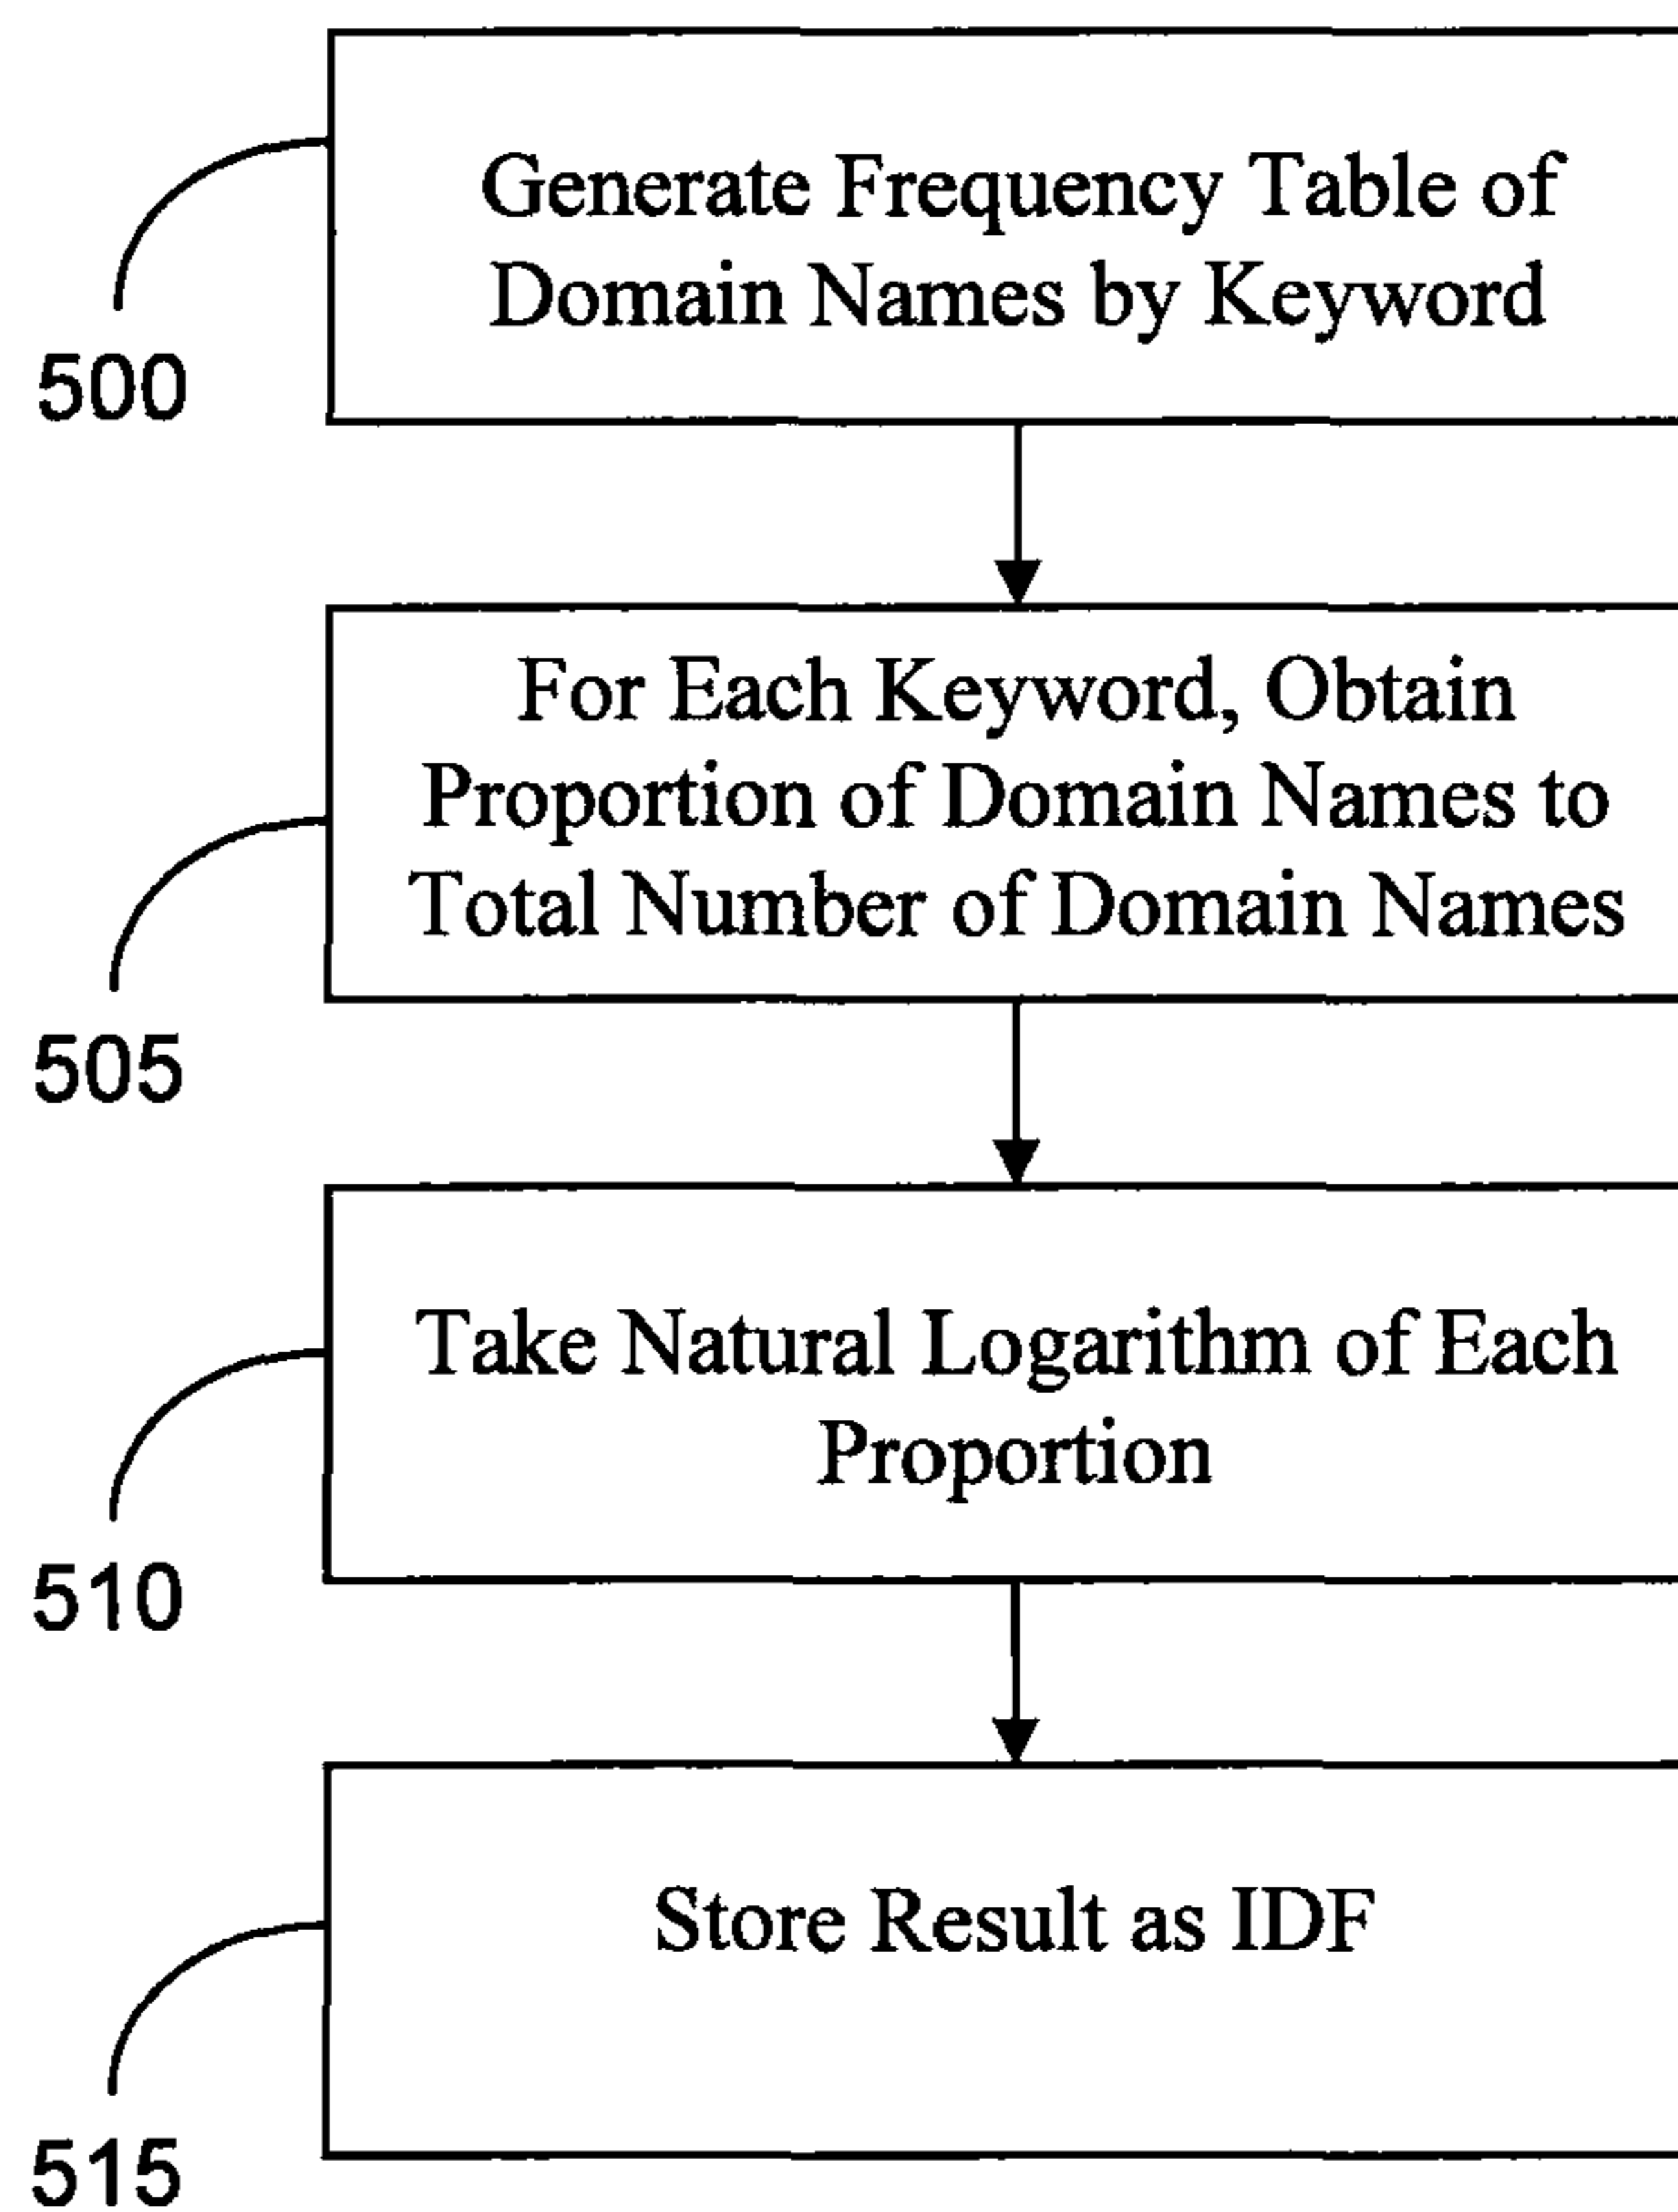 Generate Frequency Table of
Domain Names by Keyword
500
For Each Keyword, Obtain
Proportion of Domain Names to
Total Number of Domain Names
505
Take Natural Logarithm of Each
Proportion
510
Store Result as IDF
515